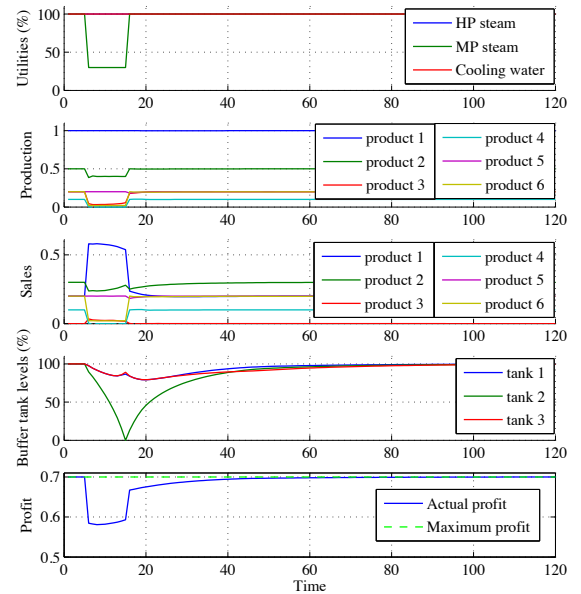 Utilities (%)
100
50
0
0 20 40 60 80 100 120
HP steam
MP steam
Cooling water
Production
1
0.5
0
0 20 40 60 80 100 120
product 1
product 2
product 3
product 4
product 5
product 6
Sales
0.5
0
0 20 40 60 80 100 120
product 1
product 2
product 3
product 4
product 5
product 6
Buffer tank levels (%)
100
50
0
0 20 40 60 80 100 120
tank 1
tank 2
tank 3
Profit
0.7
0.6
0.5
0 20 40 60 80 100 120
Actual profit
Maximum profit
Time